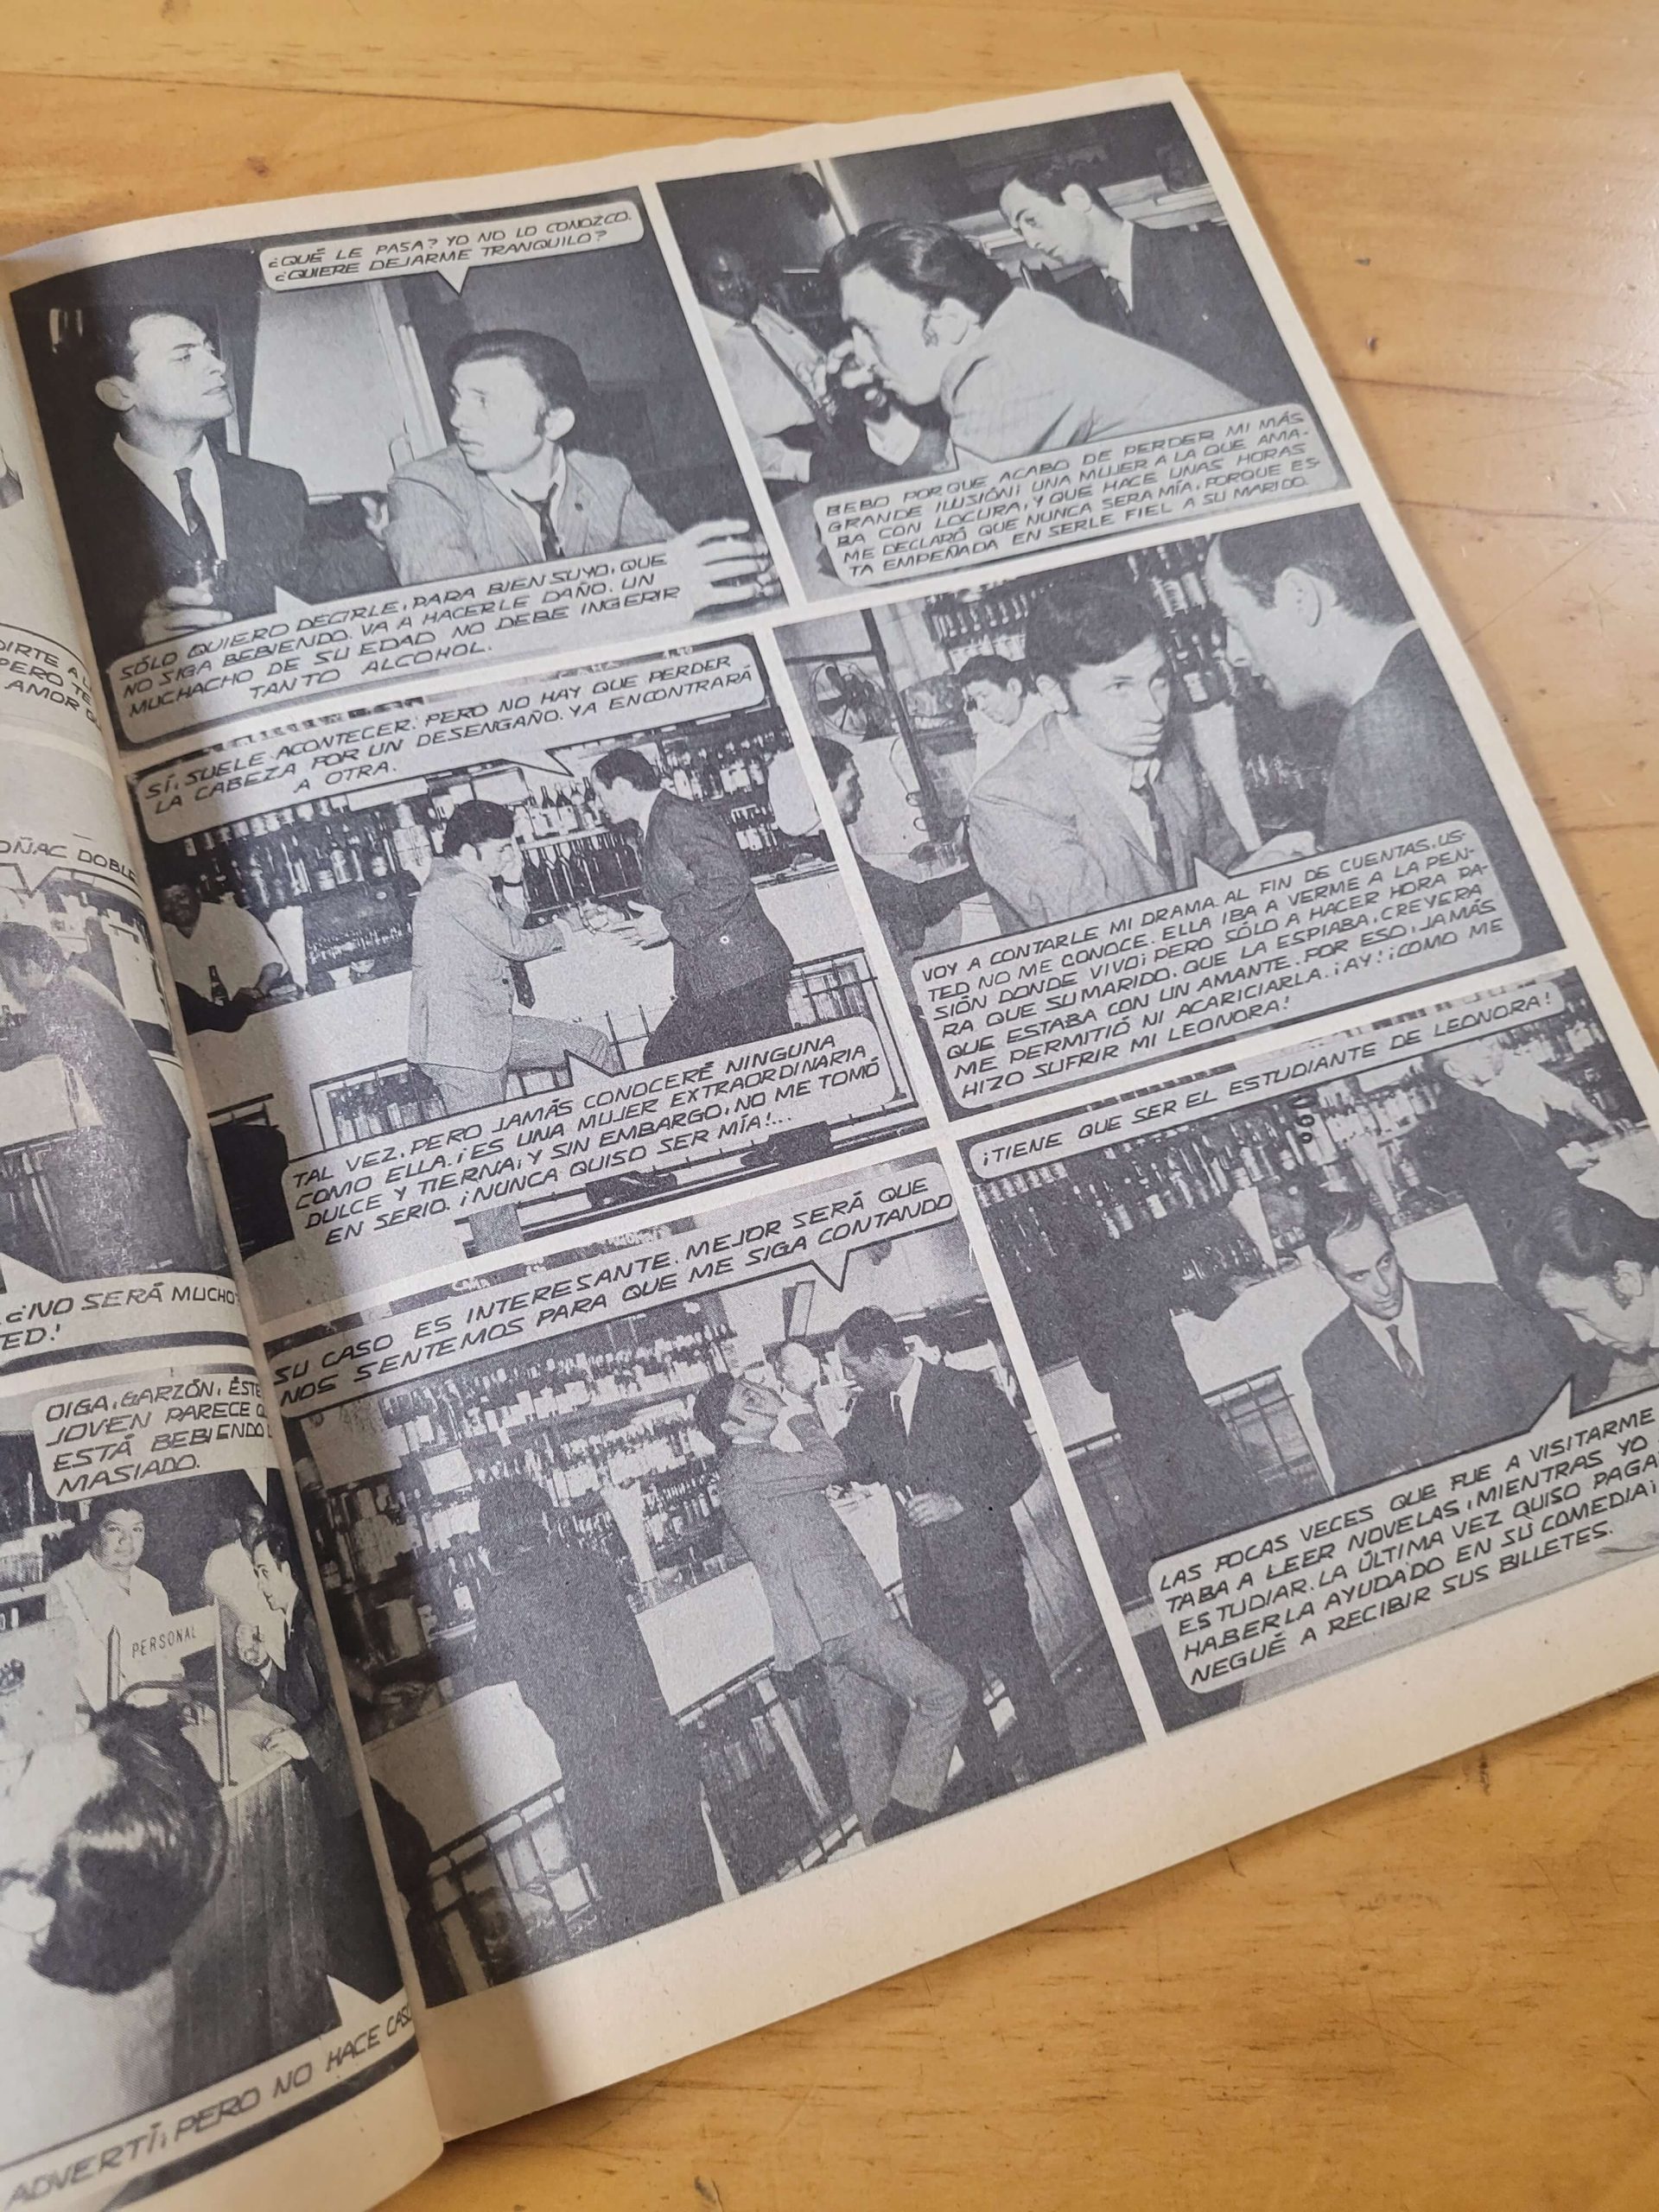 DIRTE A
PERO TE
AMOR
DOBLE
¿NO SERÁ MUCHO
OIGA, GARZÓN, ÉSTE
JOVEN PARECE
ESTÁ BEBIENDO
MASIADO.
PERSONAL
ADVERTÍ; PERO NO HACE
¿QUÉ LE PASA? YO NO LO CONOZCO.
¿QUIERE DEJARME TRANQUILO?
SÓLO QUIERO DECIRLE, PARA BIEN SUYO, QUE
NO SIGA BEBIENDO. VA A HACERLE DAÑO. UN
MUCHACHO DE SU EDAD NO DEBE INGERIR
TANTO ALCOHOL.
BEBO PORQUE ACABO DE PERDER MI MÁS
GRANDE ILUSIÓN; UNA MUJER A LA QUE AMA-
BA CON LOCURA, Y QUE HACE UNAS HORAS
ME DECLARÓ QUE NUNCA SERA MÍA, PORQUE ES-
TA EMPEÑADA EN SERLE FIEL A SU MARIDO.
SÍ, SUELE ACONTECER. PERO NO HAY QUE PERDER
LA CABEZA POR UN DESENGAÑO. YA ENCONTRARÁ
A OTRA.
TAL VEZ, PERO JAMÁS CONOCERÉ NINGUNA
COMO ELLA. ¡ES UNA MUJER EXTRAORDINARIA
DULCE Y TIERNA; Y SIN EMBARGO, NO ME TOMÓ
EN SERIO. ¡NUNCA QUISO SER MÍA!...
VOY A CONTARLE MI DRAMA. AL FIN DE CUENTAS, US-
TED NO ME CONOCE. ELLA IBA A VERME A LA PEN-
SIÓN DONDE VIVO; PERO SÓLO A HACER HORA PA-
RA QUE SU MARIDO, QUE LA ESPIABA, CREYERA
QUE ESTABA CON UN AMANTE. POR ESO, JAMÁS
ME PERMITIÓ NI ACARICIARLA. ¡AY! ¡COMO ME
HIZO SUFRIR MI LEONORA!
SU CASO ES INTERESANTE. MEJOR SERÁ QUE
NOS SENTEMOS PARA QUE ME SIGA CONTANDO
¡TIENE QUE SER EL ESTUDIANTE DE LEONORA!
LAS POCAS VECES QUE FUE A VISITARME
TABA A LEER NOVELAS, MIENTRAS YO
ESTUDIAR. LA ÚLTIMA VEZ QUISO PAGA
HABERLA AYUDADO EN SU COMEDIA;
NEGUÉ A RECIBIR SUS BILLETES.